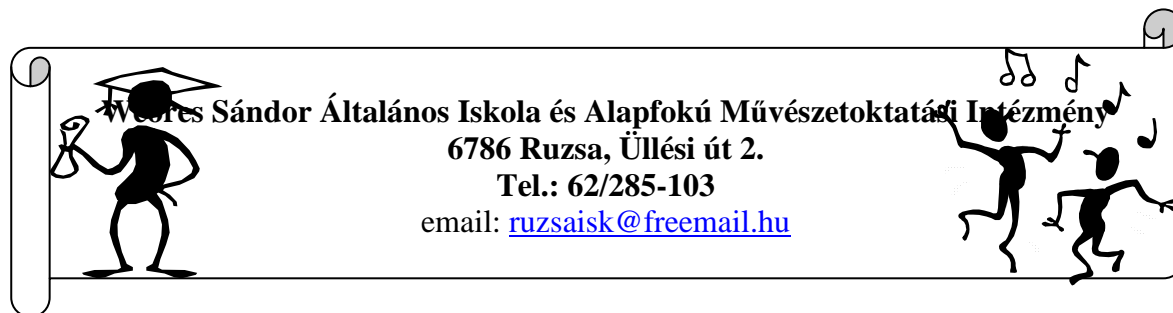 Weöres Sándor Általános Iskola és Alapfokú Művészetoktatási Intézmény
6786 Ruzsa, Üllési út 2.
Tel.: 62/285-103
email: ruzsaisk@freemail.hu